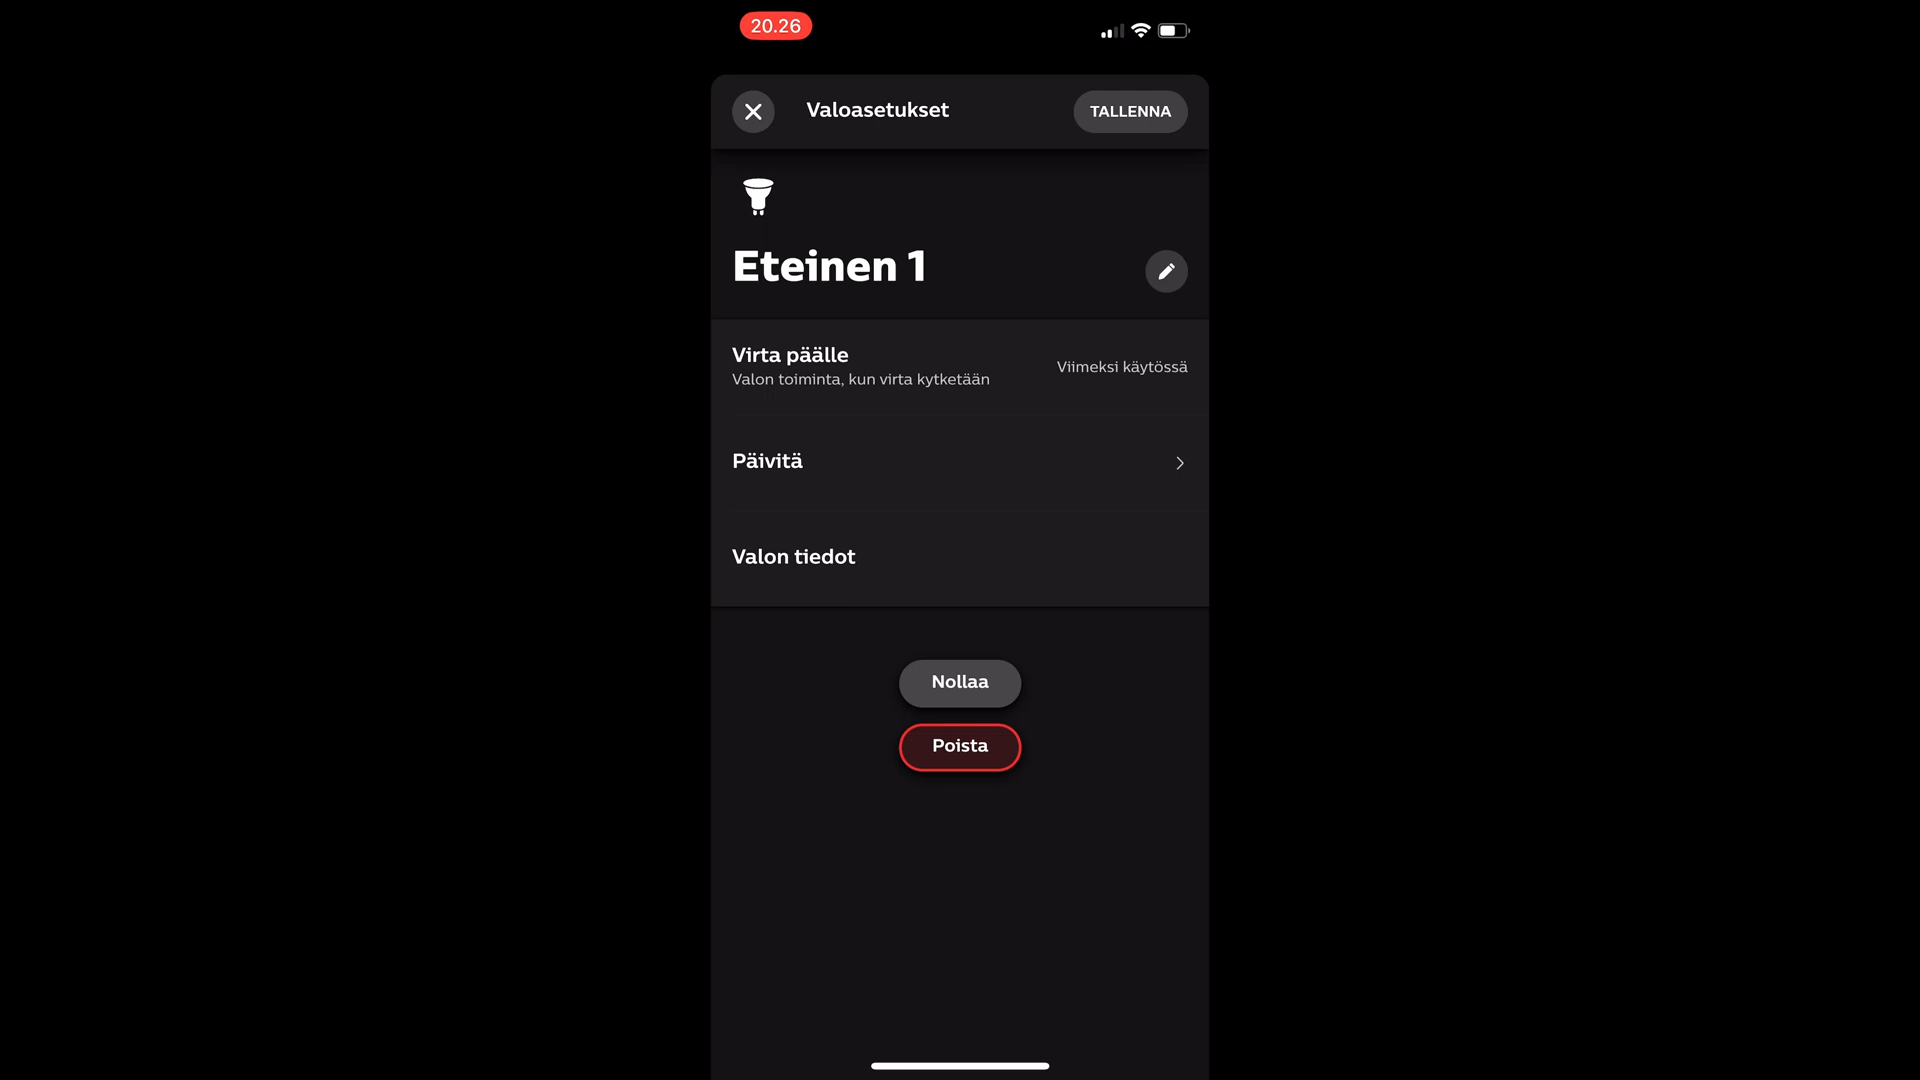 20.26
Valoasetukset
TALLENNA
Eteinen 1
Virta päälle
Valon toiminta, kun virta kytketään
Viimeksi käytössä
Päivitä
Valon tiedot
Nollaa
Poista